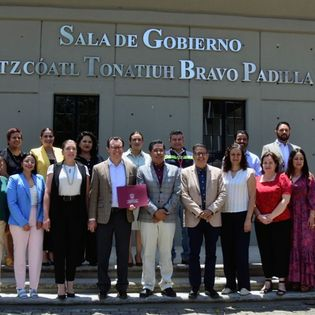 SALA DE GOBIERNO
TZCÓATL TONATIUH BRAVO PADILLA